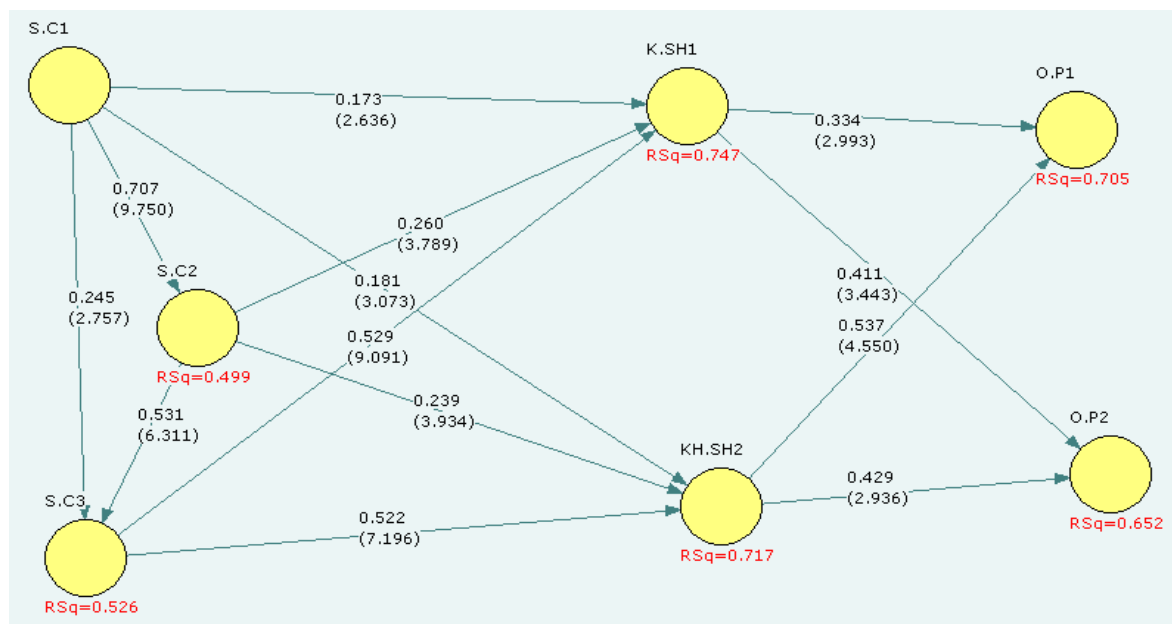 S.C1
K.SH1
O.P1
0.173
(2.636)
0.334
(2.993)
RSq=0.747
RSq=0.705
0.707
(9.750)
0.260
(3.789)
S.C2
0.245
(2.757)
0.181
(3.073)
0.411
(3.443)
0.529
(9.091)
0.537
(4.550)
RSq=0.499
0.531
(6.311)
0.239
(3.934)
O.P2
KH.SH2
0.429
(2.936)
S.C3
0.522
(7.196)
RSq=0.652
RSq=0.717
RSq=0.526